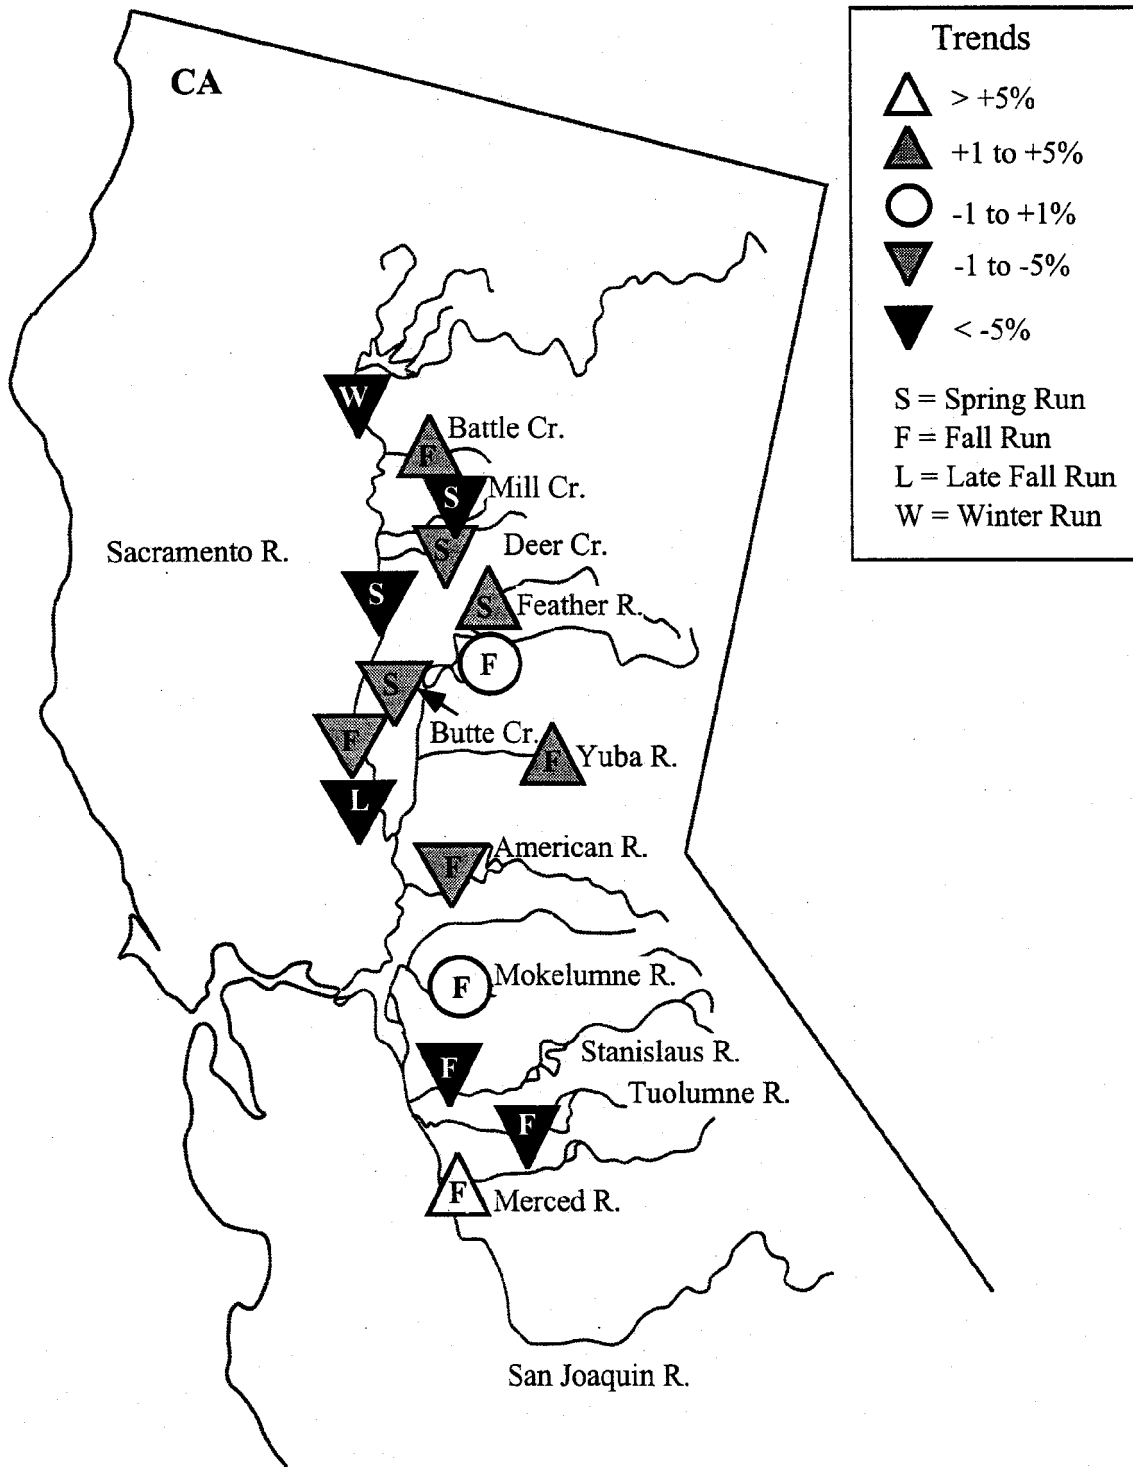 CA
Trends
> +5%
+1 to +5%
-1 to +1%
-1 to -5%
< -5%
S = Spring Run
F = Fall Run
L = Late Fall Run
W = Winter Run
W
Battle Cr.
F
S
Mill Cr.
Sacramento R.
S
Deer Cr.
S
S
Feather R.
F
S
Butte Cr.
F
F
Yuba R.
L
American R.
F
F
Mokelumne R.
Stanislaus R.
F
Tuolumne R.
F
F
Merced R.
San Joaquin R.